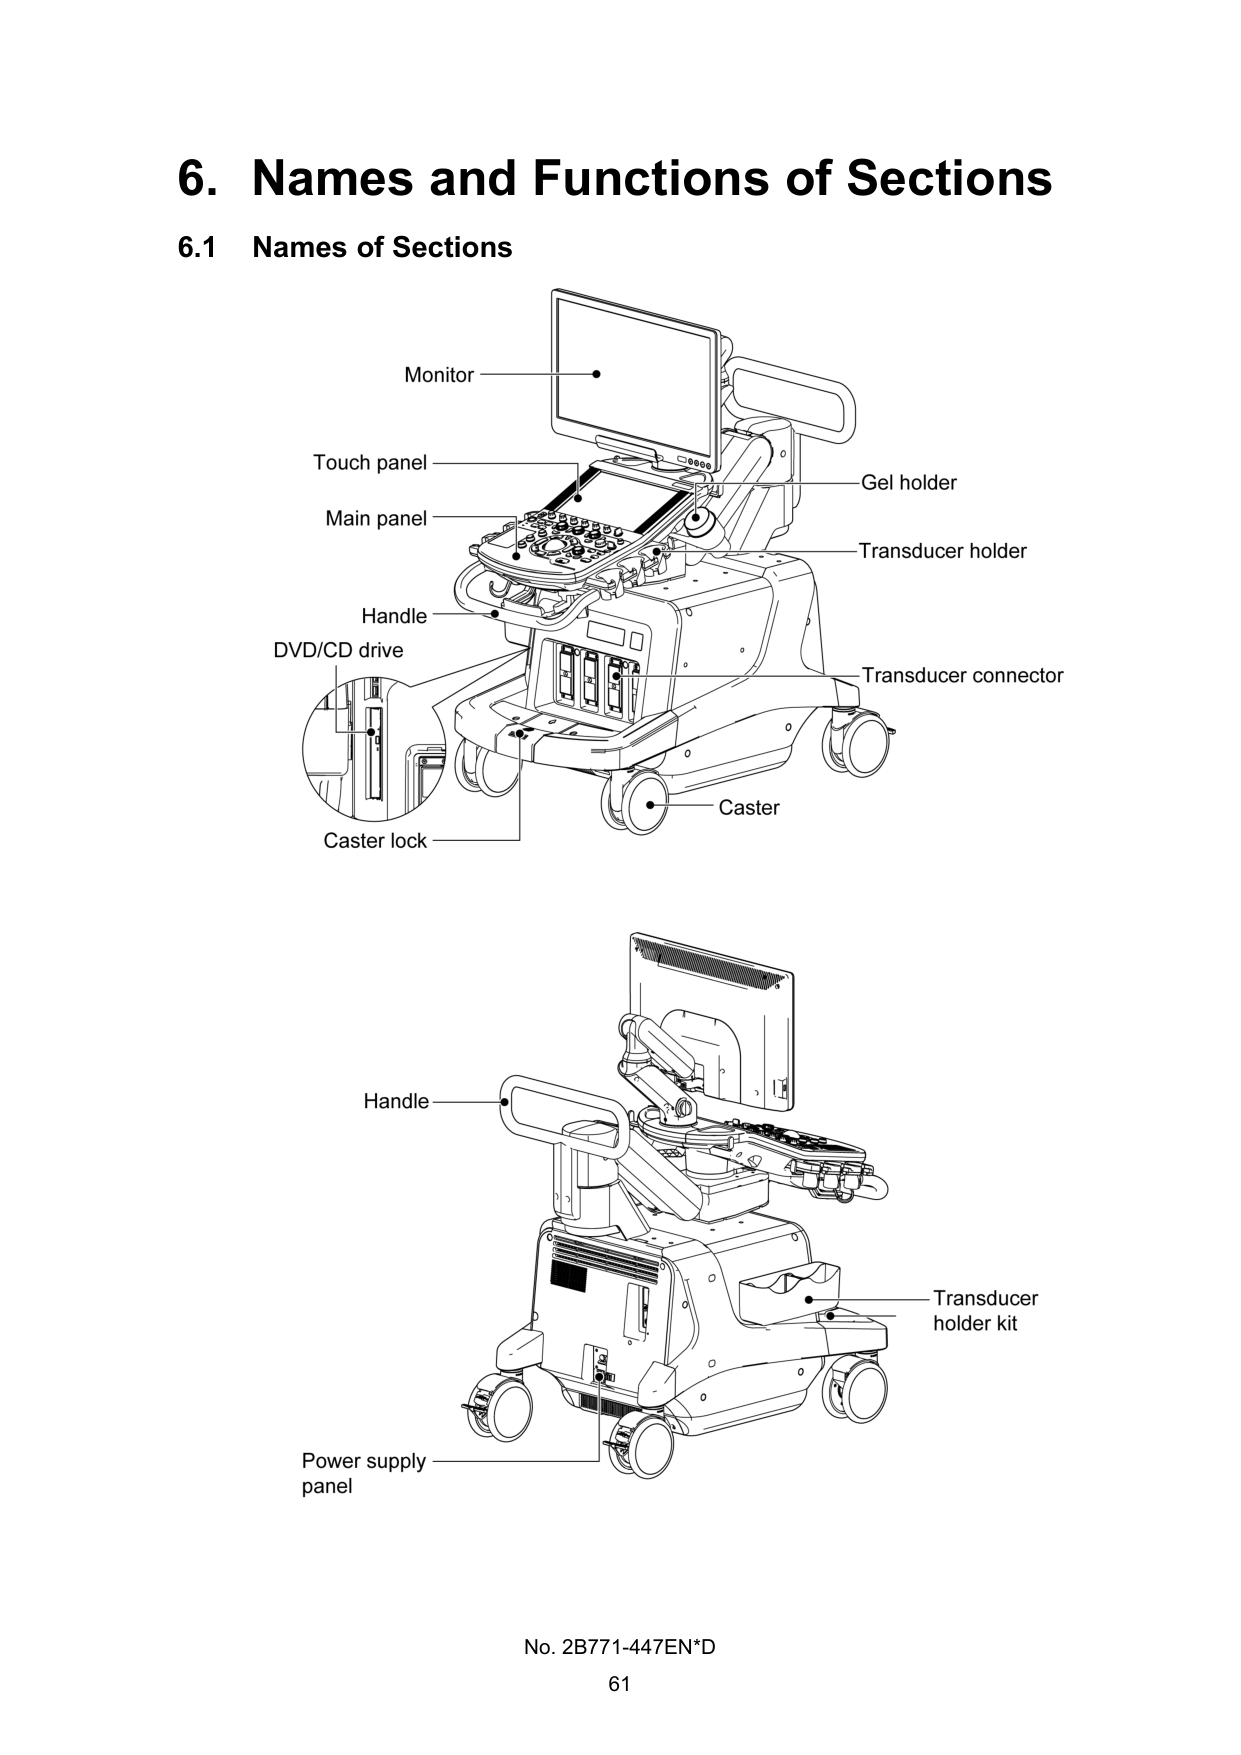 6. Names and Functions of Sections
6.1 Names of Sections
Monitor
Touch panel
Gel holder
Main panel
Transducer holder
Handle
DVD/CD drive
Transducer connector
Caster
Caster lock
Handle
Transducer
holder kit
Power supply
panel
No. 2B771-447EN*D
61